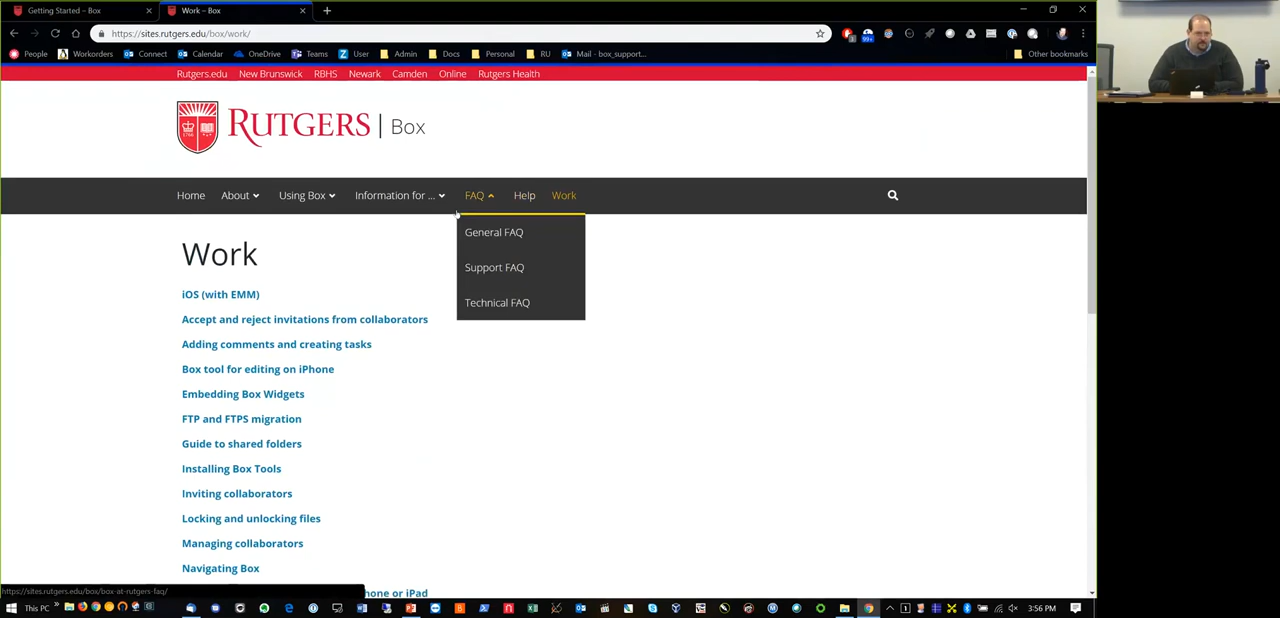 Getting Started – Box
Work – Box
https://sites.rutgers.edu/box/work/
People
Workorders
Connect
Calendar
OneDrive
Teams
User
Admin
Docs
Personal
RU
Mail - box_support...
Other bookmarks
Rutgers.edu New Brunswick RBHS Newark Camden Online Rutgers Health
RUTGERS | Box
Home About Using Box Information for ... FAQ Help Work
General FAQ
Support FAQ
Technical FAQ
Work
iOS (with EMM)
Accept and reject invitations from collaborators
Adding comments and creating tasks
Box tool for editing on iPhone
Embedding Box Widgets
FTP and FTPS migration
Guide to shared folders
Installing Box Tools
Inviting collaborators
Locking and unlocking files
Managing collaborators
Navigating Box
hone or iPad
https://sites.rutgers.edu/box/box-at-rutgers-faq/
This PC
3:56 PM